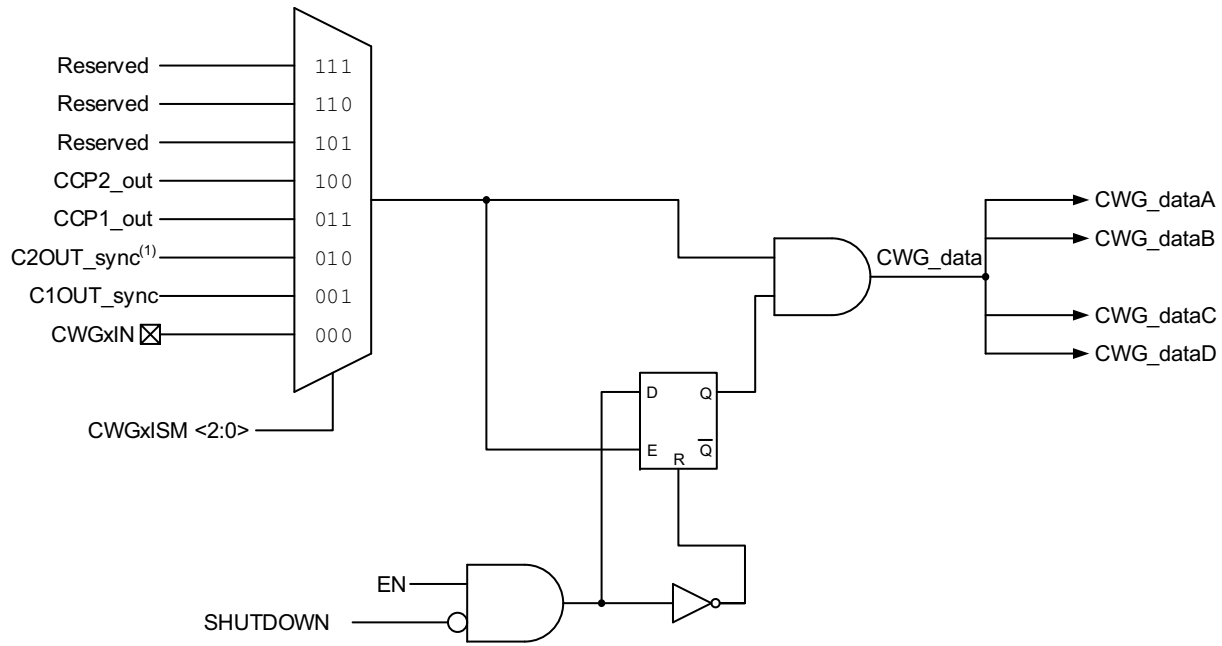 Reserved 111
Reserved 110
Reserved 101
CCP2_out 100
CCP1_out 011
C2OUT_sync(1) 010
C1OUT_sync 001
CWGxIN 000
CWGxISM <2:0>
CWG_data
CWG_dataA
CWG_dataB
CWG_dataC
CWG_dataD
D Q
E Q̅
R
EN
SHUTDOWN